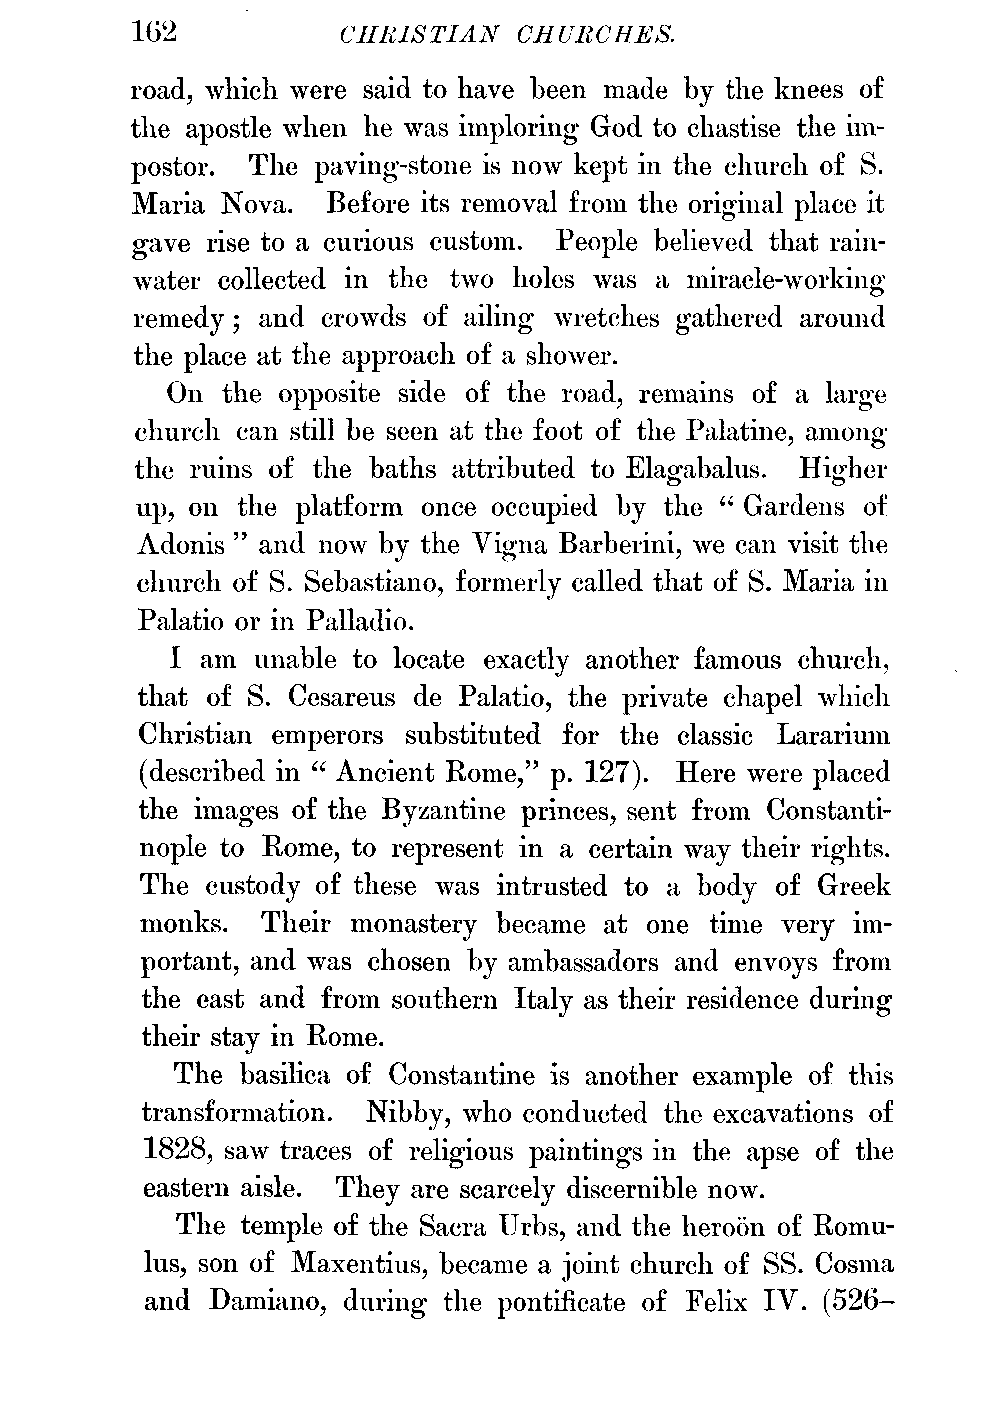 162 CHRISTIAN CHURCHES.
road, which were said to have been made by the knees of
the apostle when he was imploring God to chastise the im-
postor. The paving-stone is now kept in the church of S.
Maria Nova. Before its removal from the original place it
gave rise to a curious custom. People believed that rain-
water collected in the two holes was a miracle-working
remedy; and crowds of ailing wretches gathered around
the place at the approach of a shower.
On the opposite side of the road, remains of a large
church can still be seen at the foot of the Palatine, among
the ruins of the baths attributed to Elagabalus. Higher
up, on the platform once occupied by the “Gardens of
Adonis” and now by the Vigna Barberini, we can visit the
church of S. Sebastiano, formerly called that of S. Maria in
Palatio or in Palladio.
I am unable to locate exactly another famous church,
that of S. Cesareus de Palatio, the private chapel which
Christian emperors substituted for the classic Lararium
(described in “Ancient Rome,” p. 127). Here were placed
the images of the Byzantine princes, sent from Constanti-
nople to Rome, to represent in a certain way their rights.
The custody of these was intrusted to a body of Greek
monks. Their monastery became at one time very im-
portant, and was chosen by ambassadors and envoys from
the east and from southern Italy as their residence during
their stay in Rome.
The basilica of Constantine is another example of this
transformation. Nibby, who conducted the excavations of
1828, saw traces of religious paintings in the apse of the
eastern aisle. They are scarcely discernible now.
The temple of the Sacra Urbs, and the heroön of Romu-
lus, son of Maxentius, became a joint church of SS. Cosma
and Damiano, during the pontificate of Felix IV. (526–